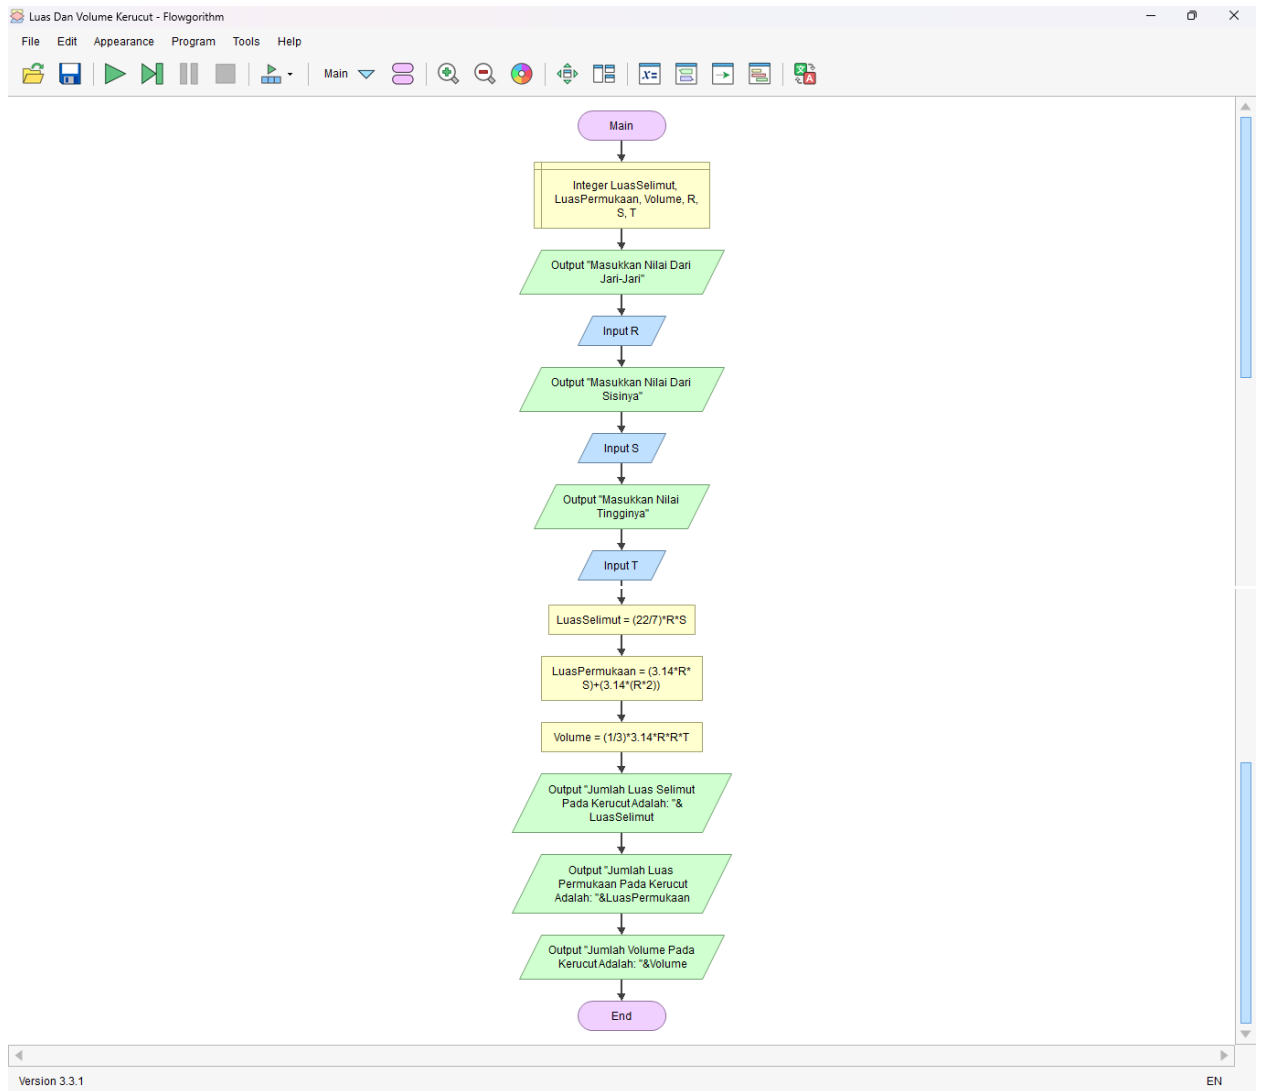 Luas Dan Volume Kerucut - Flowgorithm
File Edit Appearance Program Tools Help
Main
x=
A
Main
Integer LuasSelimut,
LuasPermukaan, Volume, R,
S, T
Output "Masukkan Nilai Dari
Jari-Jari"
Input R
Output "Masukkan Nilai Dari
Sisinya"
Input S
Output "Masukkan Nilai
Tingginya"
Input T
LuasSelimut = (22/7)*R*S
LuasPermukaan = (3.14*R*
S)+(3.14*(R*2))
Volume = (1/3)*3.14*R*R*T
Output "Jumlah Luas Selimut
Pada Kerucut Adalah: "&
LuasSelimut
Output "Jumlah Luas
Permukaan Pada Kerucut
Adalah: "&LuasPermukaan
Output "Jumlah Volume Pada
Kerucut Adalah: "&Volume
End
Version 3.3.1
EN